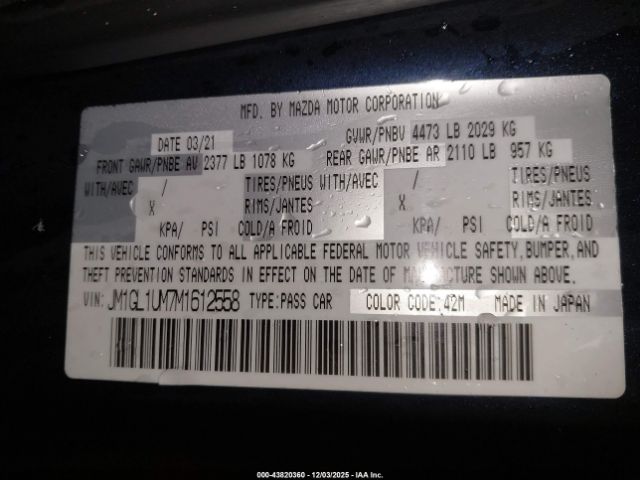 MFD. BY MAZDA MOTOR CORPORATION
DATE 03/21 GVWR/PNBV 4473 LB 2029 KG
FRONT GAWR/PNBE AV 2377 LB 1078 KG REAR GAWR/PNBE AR 2110 LB 957 KG
WITH/AVEC / TIRES/PNEUS WITH/AVEC / TIRES/PNEUS
X RIMS/JANTES X RIMS/JANTES
KPA/ PSI COLD/A FROID KPA/ PSI COLD/A FROID
THIS VEHICLE CONFORMS TO ALL APPLICABLE FEDERAL MOTOR VEHICLE SAFETY, BUMPER, AND
THEFT PREVENTION STANDARDS IN EFFECT ON THE DATE OF MANUFACTURE SHOWN ABOVE.
VIN: JM1GL1UM7M1612558 TYPE: PASS CAR COLOR CODE: 42M MADE IN JAPAN
000-43820360 - 12/03/2025 - IAA Inc.